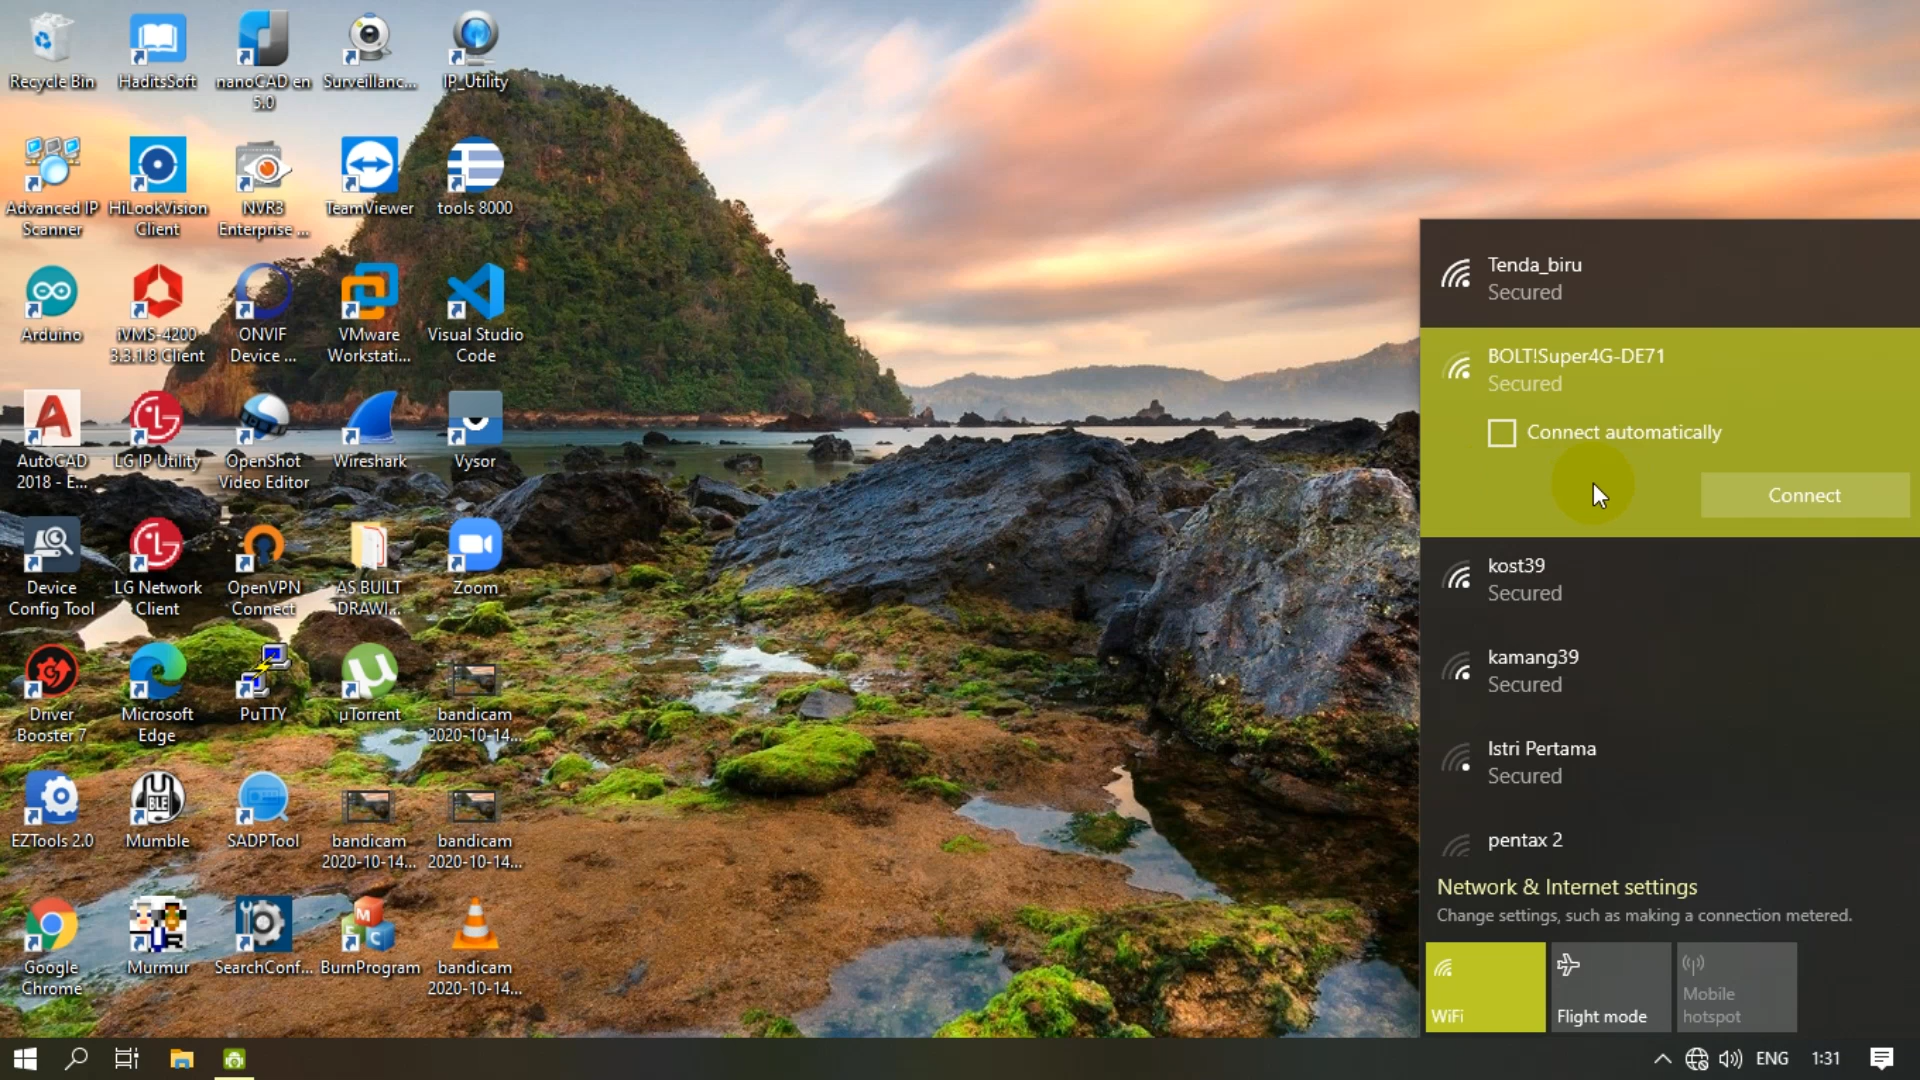 Recycle Bin
HaditsSoft
nanoCAD en
5.0
Surveillanc...
IP_Utility
Advanced IP
Scanner
HiLookVision
Client
NVR3
Enterprise ...
TeamViewer
tools 8000
Arduino
iVMS-4200
3.3.1.8 Client
ONVIF
Device ...
VMware
Workstati...
Visual Studio
Code
AutoCAD
2018 - E...
LG IP Utility
OpenShot
Video Editor
Wireshark
Vysor
Device
Config Tool
LG Network
Client
OpenVPN
Connect
AS BUILT
DRAWI...
Zoom
Driver
Booster 7
Microsoft
Edge
PuTTY
µTorrent
bandicam
2020-10-14...
EZTools 2.0
BLE
Mumble
SADPTool
bandicam
2020-10-14...
bandicam
2020-10-14...
Google
Chrome
Murmur
SearchConf...
BurnProgram
bandicam
2020-10-14...
Tenda_biru
Secured
BOLT!Super4G-DE71
Secured
Connect automatically
Connect
kost39
Secured
kamang39
Secured
Istri Pertama
Secured
pentax 2
Network & Internet settings
Change settings, such as making a connection metered.
WiFi
Flight mode
Mobile
hotspot
ENG
1:31